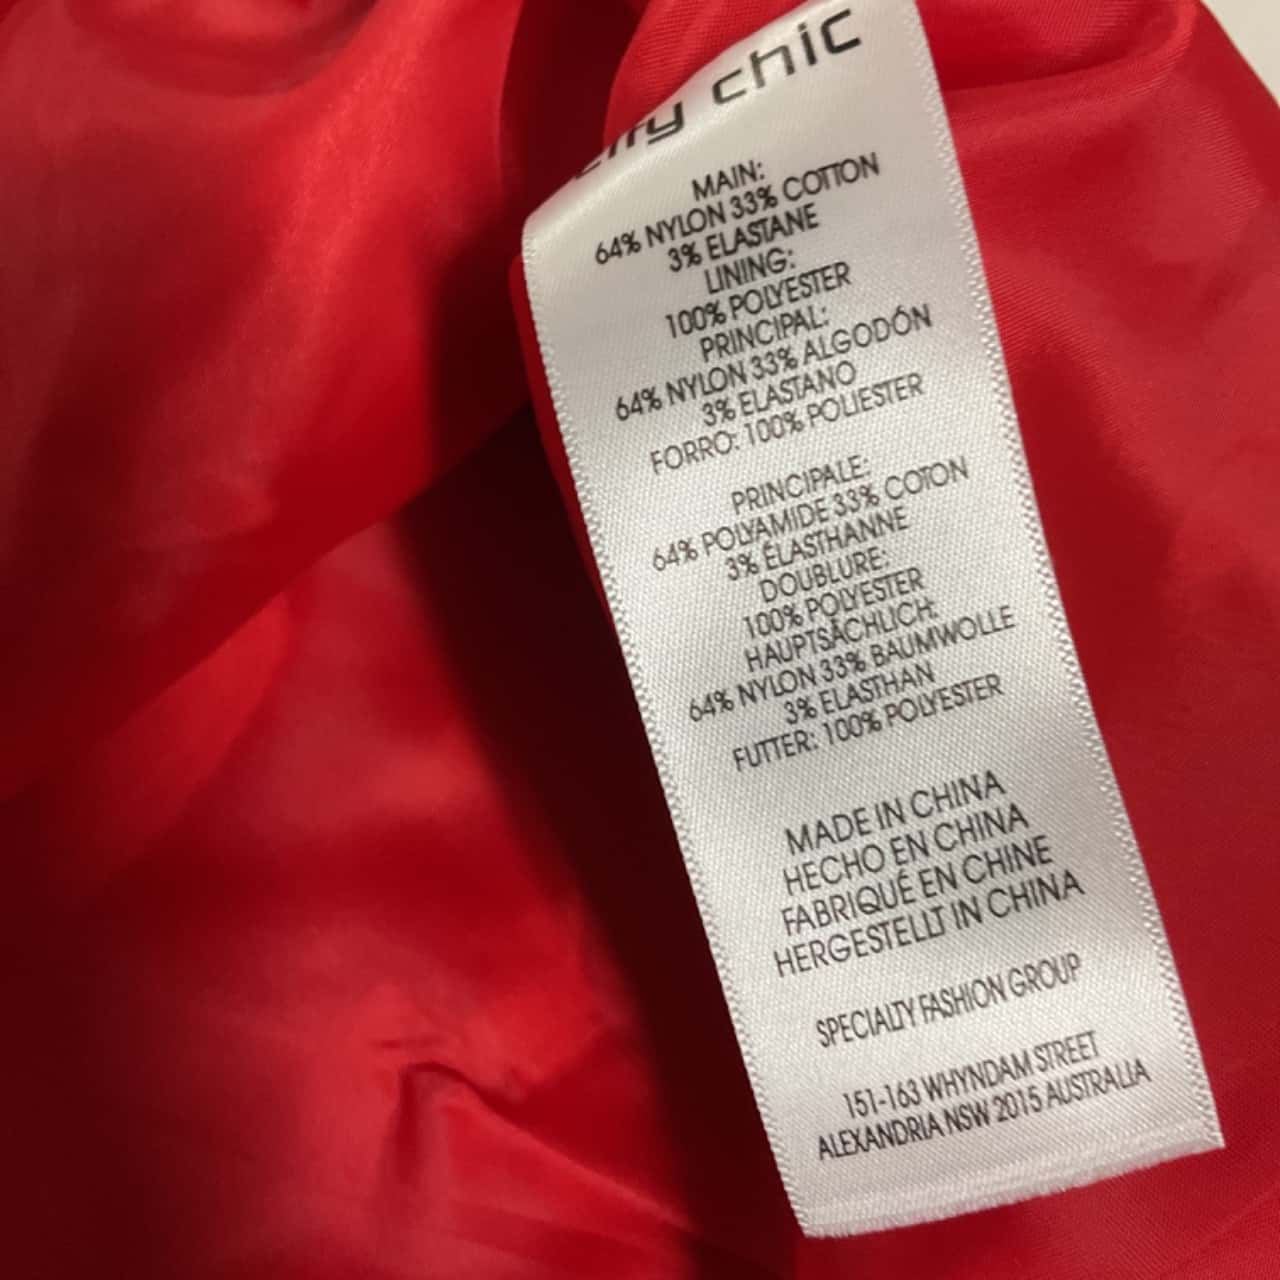 city chic
MAIN:
64% NYLON 33% COTTON
3% ELASTANE
LINING:
100% POLYESTER
PRINCIPAL:
64% NYLON 33% ALGODÓN
3% ELASTANO
FORRO: 100% POLIESTER
PRINCIPALE:
64% POLYAMIDE 33% COTON
3% ÉLASTHANNE
DOUBLURE:
100% POLYESTER
HAUPTSÄCHLICH:
64% NYLON 33% BAUMWOLLE
3% ELASTHAN
FUTTER: 100% POLYESTER
MADE IN CHINA
HECHO EN CHINA
FABRIQUÉ EN CHINE
HERGESTELLT IN CHINA
SPECIALTY FASHION GROUP
151-163 WHYNDAM STREET
ALEXANDRIA NSW 2015 AUSTRALIA